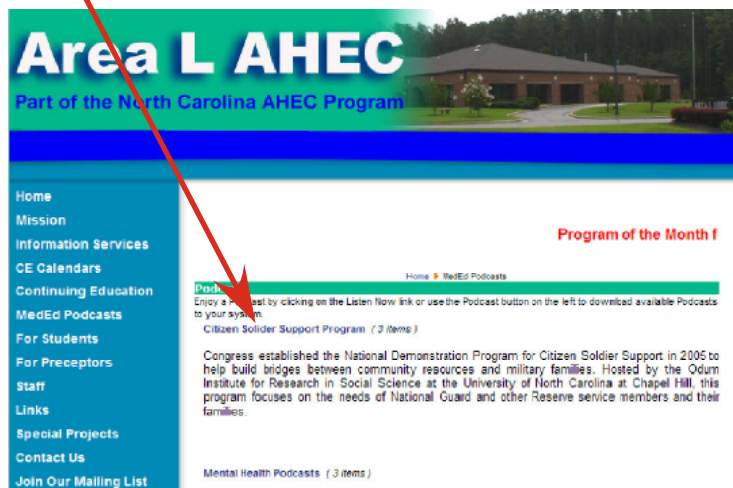 Area L AHEC
Part of the North Carolina AHEC Program
Home
Mission
Information Services
CE Calendars
Continuing Education
MedEd Podcasts
For Students
For Preceptors
Staff
Links
Special Projects
Contact Us
Join Our Mailing List
Program of the Month f
Home MedEd Podcasts
Enjoy a Podcast by clicking on the Listen Now link or use the Podcast button on the left to download available Podcasts
to your system.
Citizen Solider Support Program ( 3 items )
Congress established the National Demonstration Program for Citizen Soldier Support in 2005 to
help build bridges between community resources and military families. Hosted by the Odum
Institute for Research in Social Science at the University of North Carolina at Chapel Hill, this
program focuses on the needs of National Guard and other Reserve service members and their
families.
Mental Health Podcasts ( 3 items )